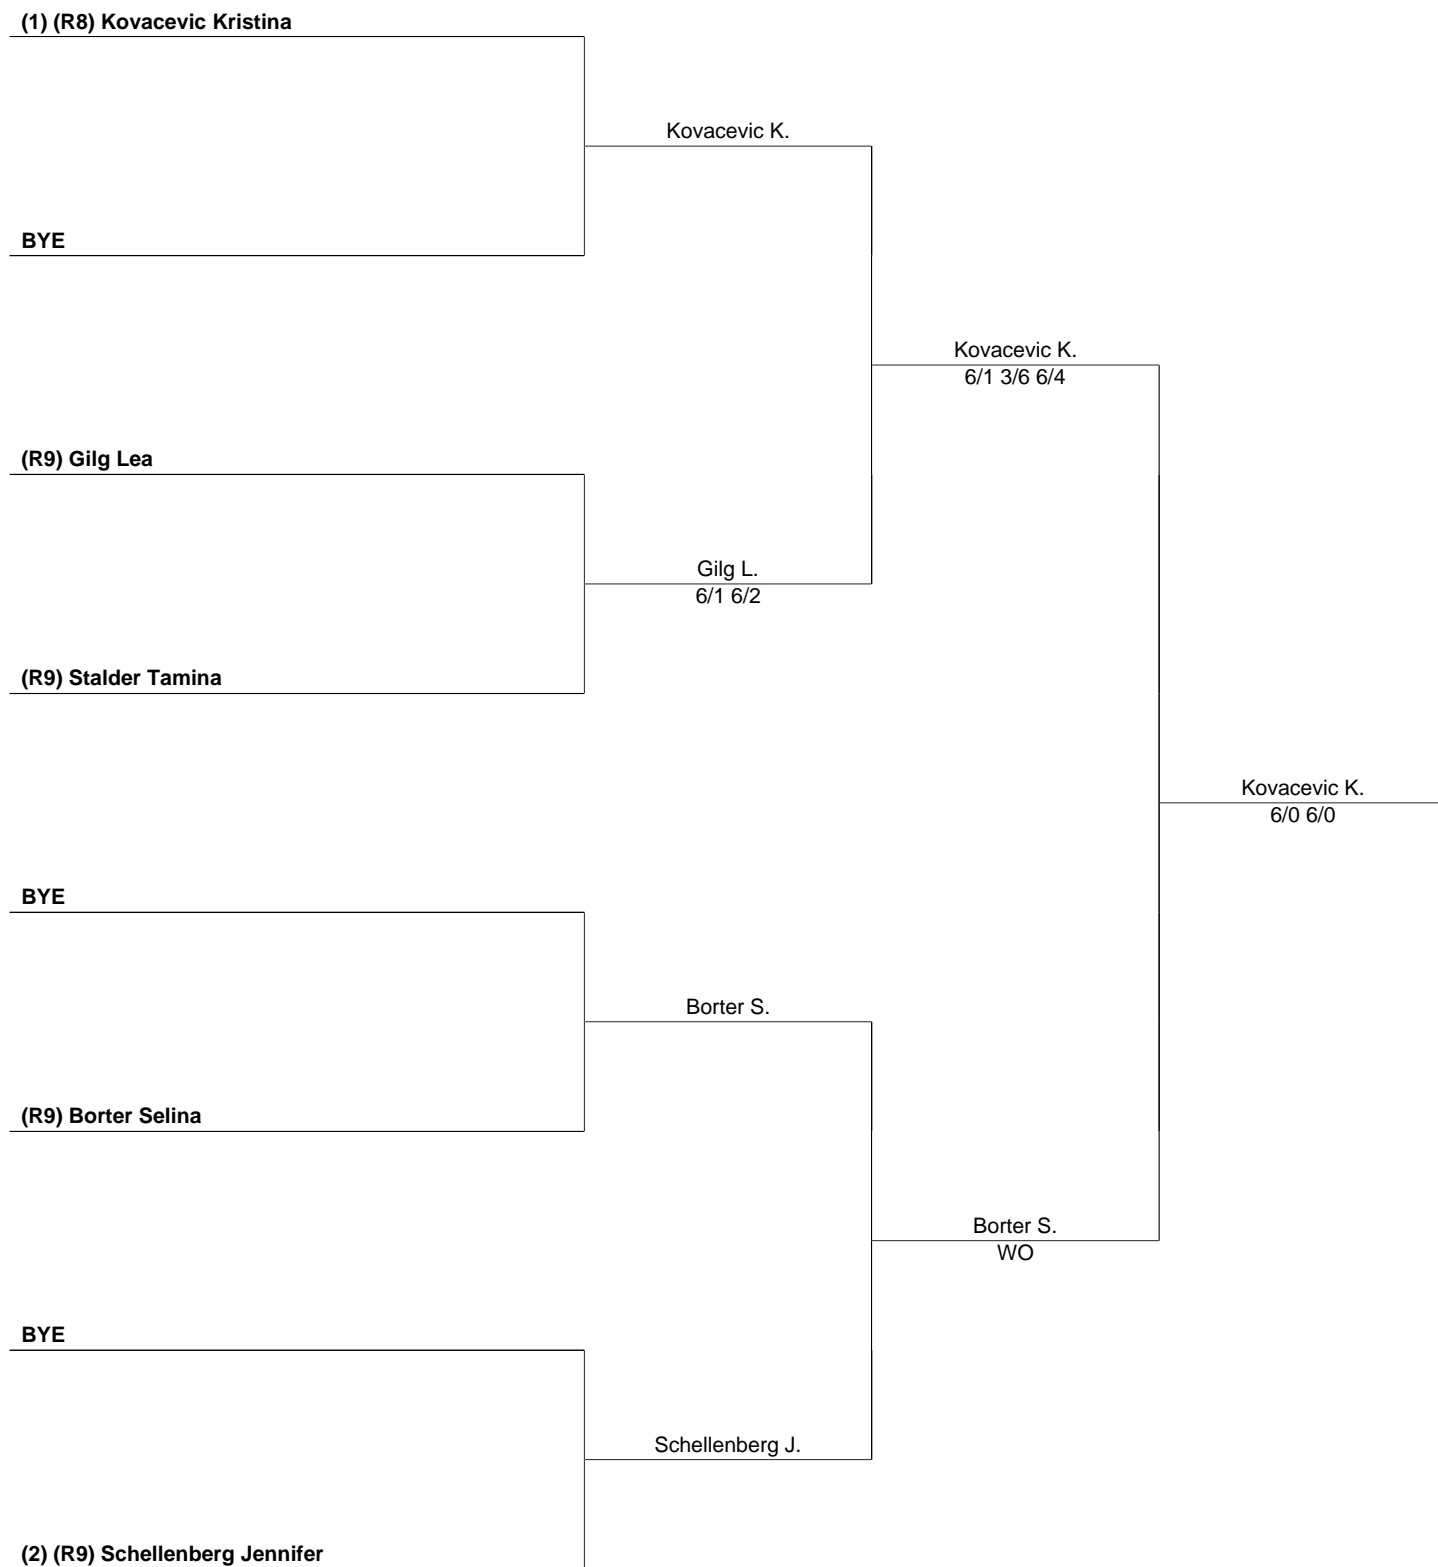 (1) (R8) Kovacevic Kristina
Kovacevic K.
BYE
Kovacevic K.
6/1 3/6 6/4
(R9) Gilg Lea
Gilg L.
6/1 6/2
(R9) Stalder Tamina
Kovacevic K.
6/0 6/0
BYE
Borter S.
(R9) Borter Selina
Borter S.
WO
BYE
Schellenberg J.
(2) (R9) Schellenberg Jennifer